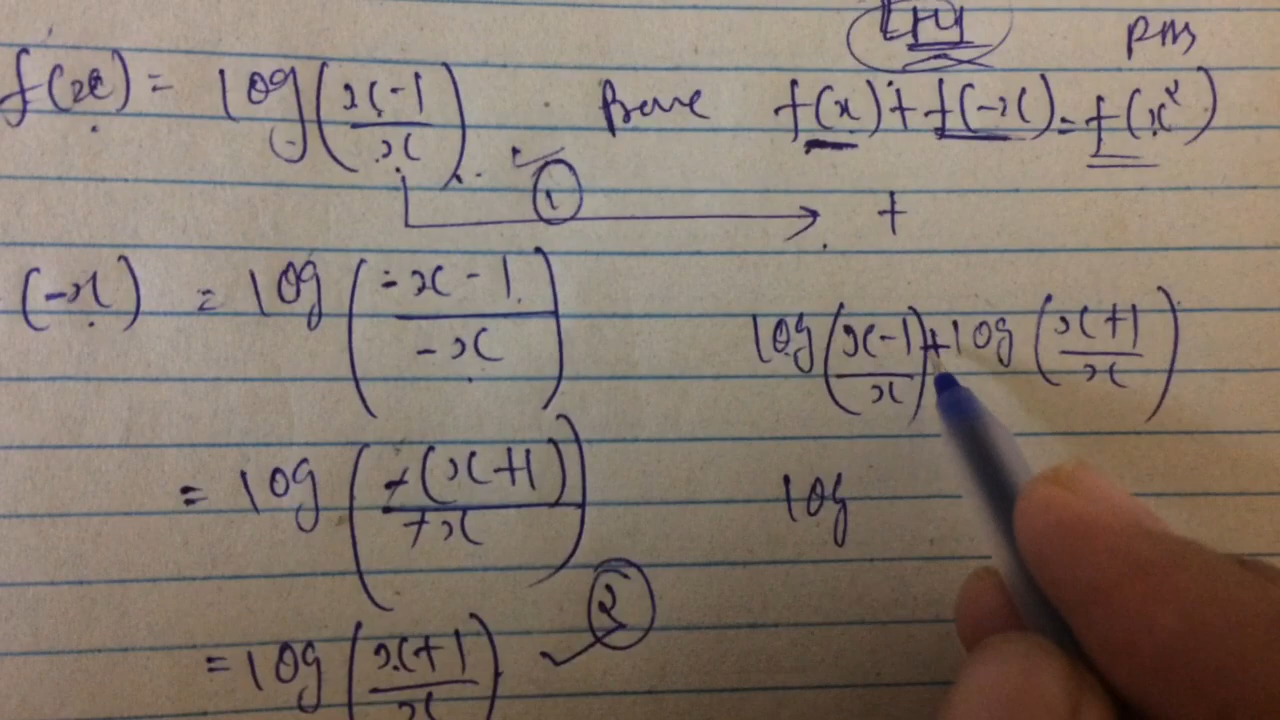 LHS RHS
f(x) = log(x-1/x) Prove f(x) + f(-x) = f(x²)
1 +
(-x) = log(-x-1/-x)
log(x-1/x) + log(x+1/x)
= log(-(x+1)/-x) log
2
= log(x+1/x)